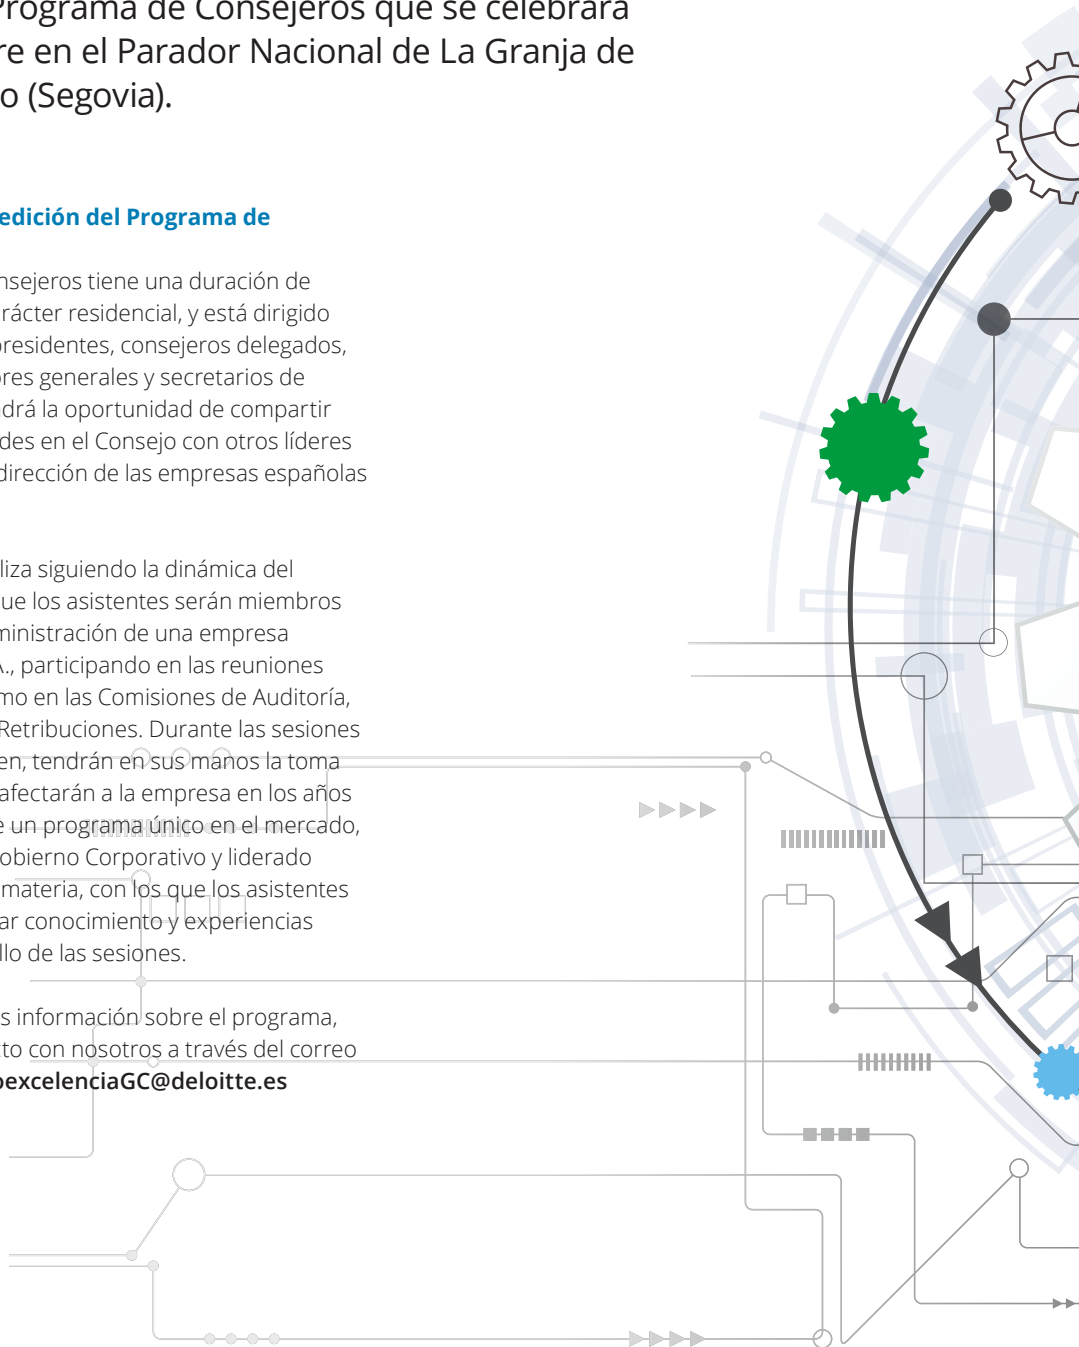 Programa de Consejeros que se celebrará
re en el Parador Nacional de La Granja de
o (Segovia).
edición del Programa de
nsejeros tiene una duración de
rácter residencial, y está dirigido
presidentes, consejeros delegados,
res generales y secretarios de
drá la oportunidad de compartir
des en el Consejo con otros líderes
dirección de las empresas españolas
liza siguiendo la dinámica del
ue los asistentes serán miembros
ministración de una empresa
A., participando en las reuniones
mo en las Comisiones de Auditoría,
Retribuciones. Durante las sesiones
en, tendrán en sus manos la toma
afectarán a la empresa en los años
e un programa único en el mercado,
obierno Corporativo y liderado
materia, con los que los asistentes
ar conocimiento y experiencias
llo de las sesiones.
s información sobre el programa,
to con nosotros a través del correo
oexcelenciaGC@deloitte.es